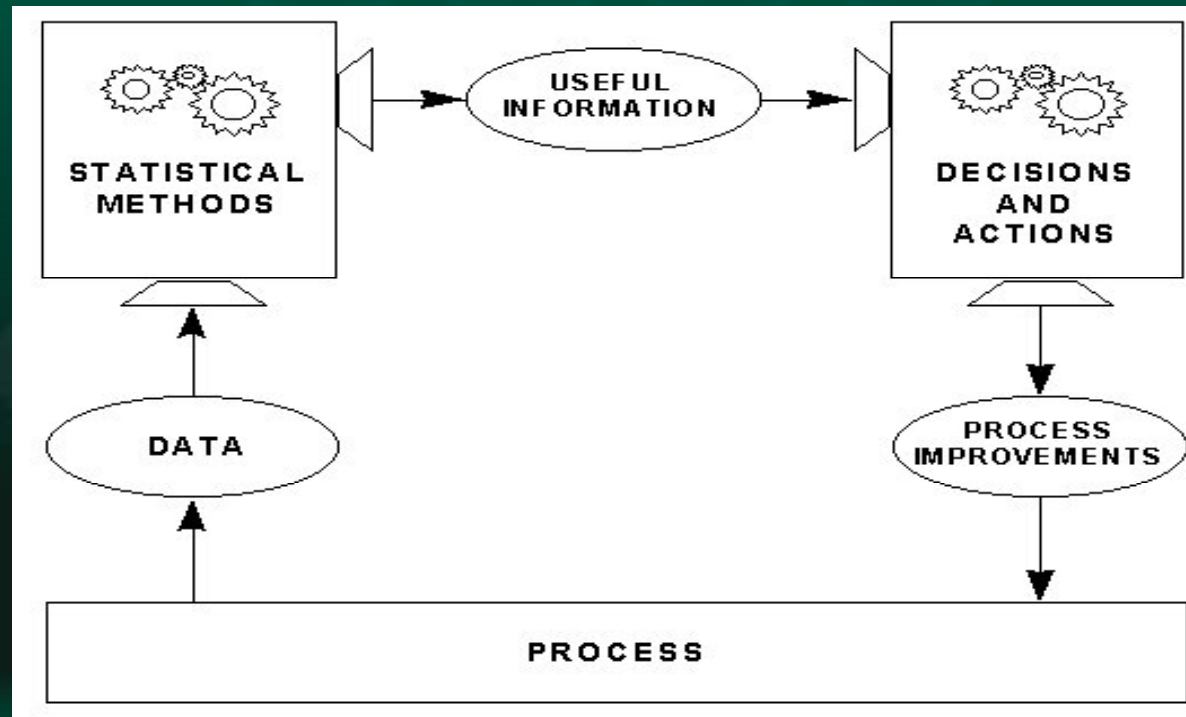 USEFUL
INFORMATION
STATISTICAL
METHODS
DECISIONS
AND
ACTIONS
DATA
PROCESS
IMPROVEMENTS
PROCESS